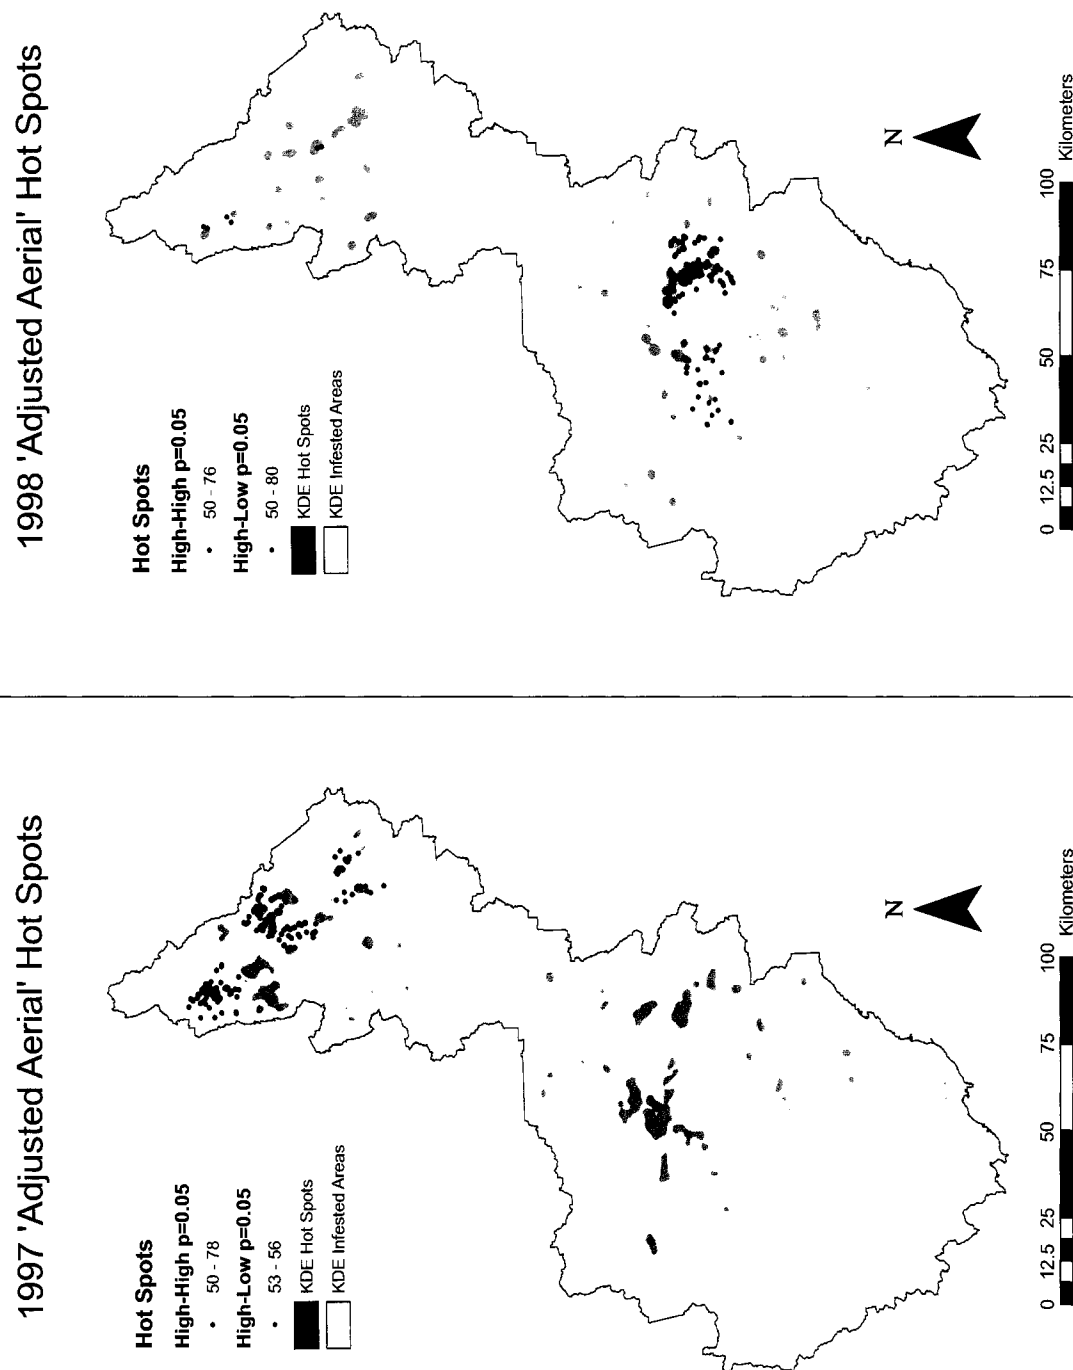 1998 'Adjusted Aerial' Hot Spots
Hot Spots
High-High p=0.05
50 - 76
High-Low p=0.05
50 - 80
KDE Hot Spots
KDE Infested Areas
N
0 12.5 25 50 75 100
Kilometers
1997 'Adjusted Aerial' Hot Spots
Hot Spots
High-High p=0.05
50 - 78
High-Low p=0.05
53 - 56
KDE Hot Spots
KDE Infested Areas
N
0 12.5 25 50 75 100
Kilometers